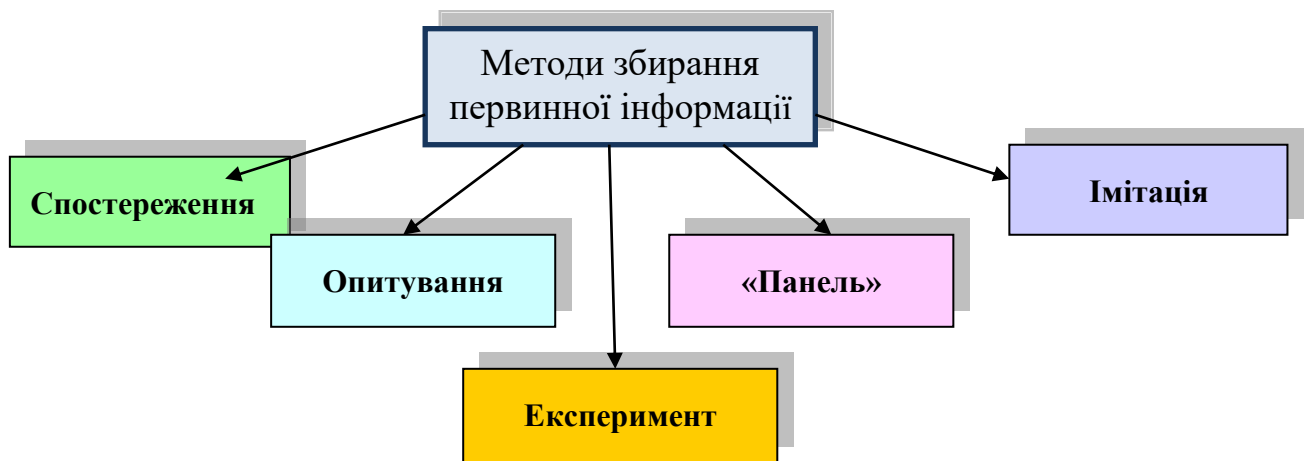 Методи збирання
первинної інформації
Спостереження
Імітація
Опитування
«Панель»
Експеримент